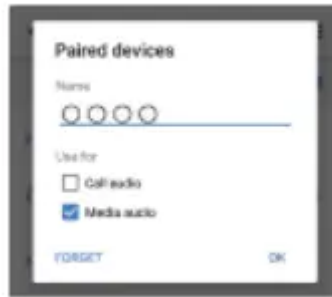 Paired devices
Name
○○○○
Use for
Call audio
Media audio
FORGET
OK